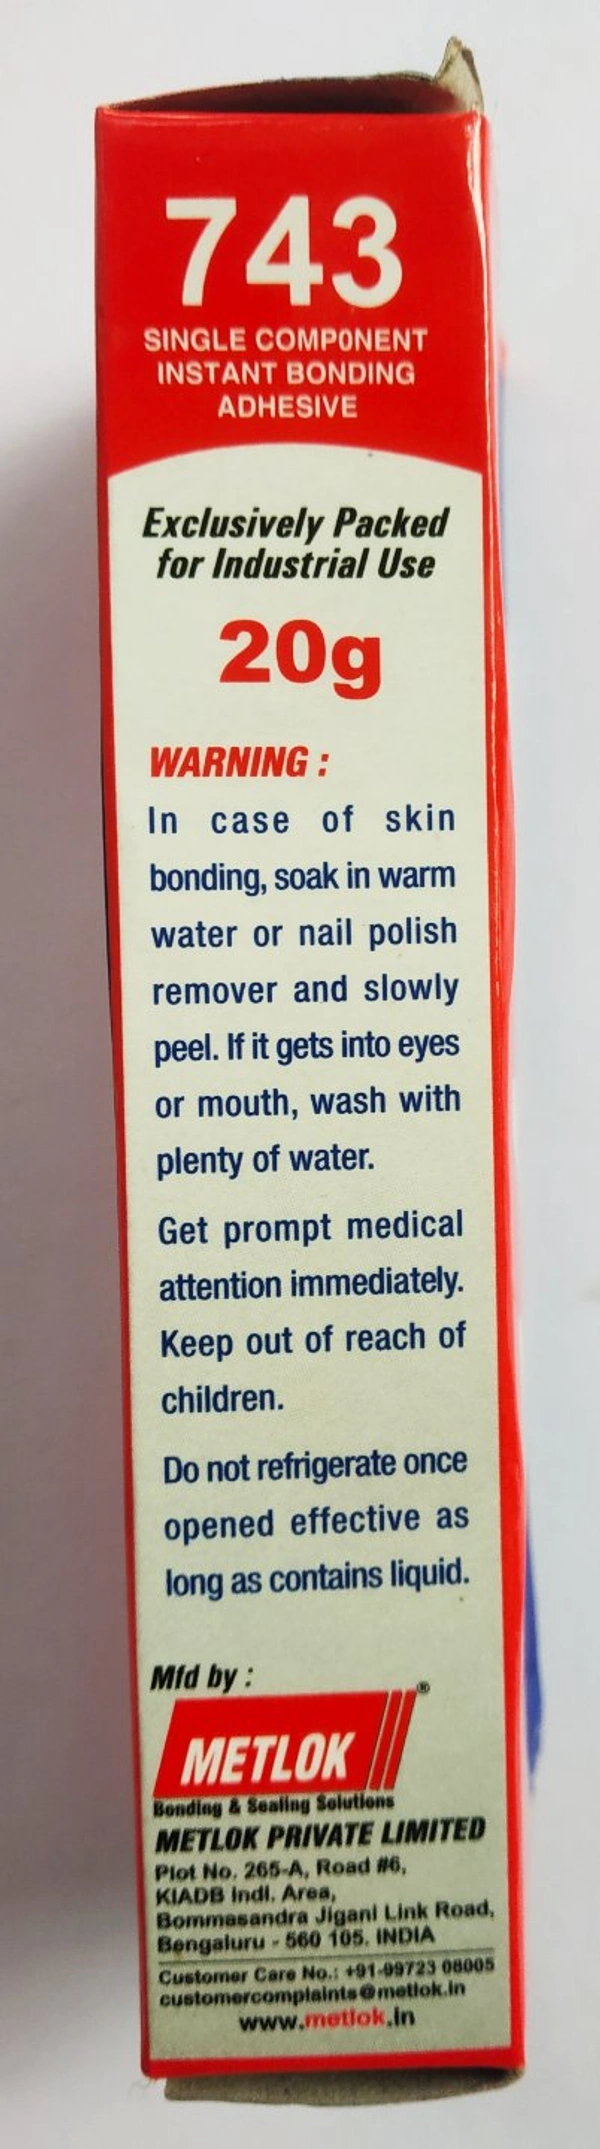 743
SINGLE COMP0NENT
INSTANT BONDING
ADHESIVE
Exclusively Packed
for Industrial Use
20g
WARNING :
In case of skin
bonding, soak in warm
water or nail polish
remover and slowly
peel. If it gets into eyes
or mouth, wash with
plenty of water.
Get prompt medical
attention immediately.
Keep out of reach of
children.
Do not refrigerate once
opened effective as
long as contains liquid.
Mfd by :
METLOK®
Bonding & Sealing Solutions
METLOK PRIVATE LIMITED
Plot No. 265-A, Road #6,
KIADB Indl. Area,
Bommasandra Jigani Link Road,
Bengaluru - 560 105. INDIA
Customer Care No.: +91-99723 08005
customercomplaints@metlok.in
www.metlok.in